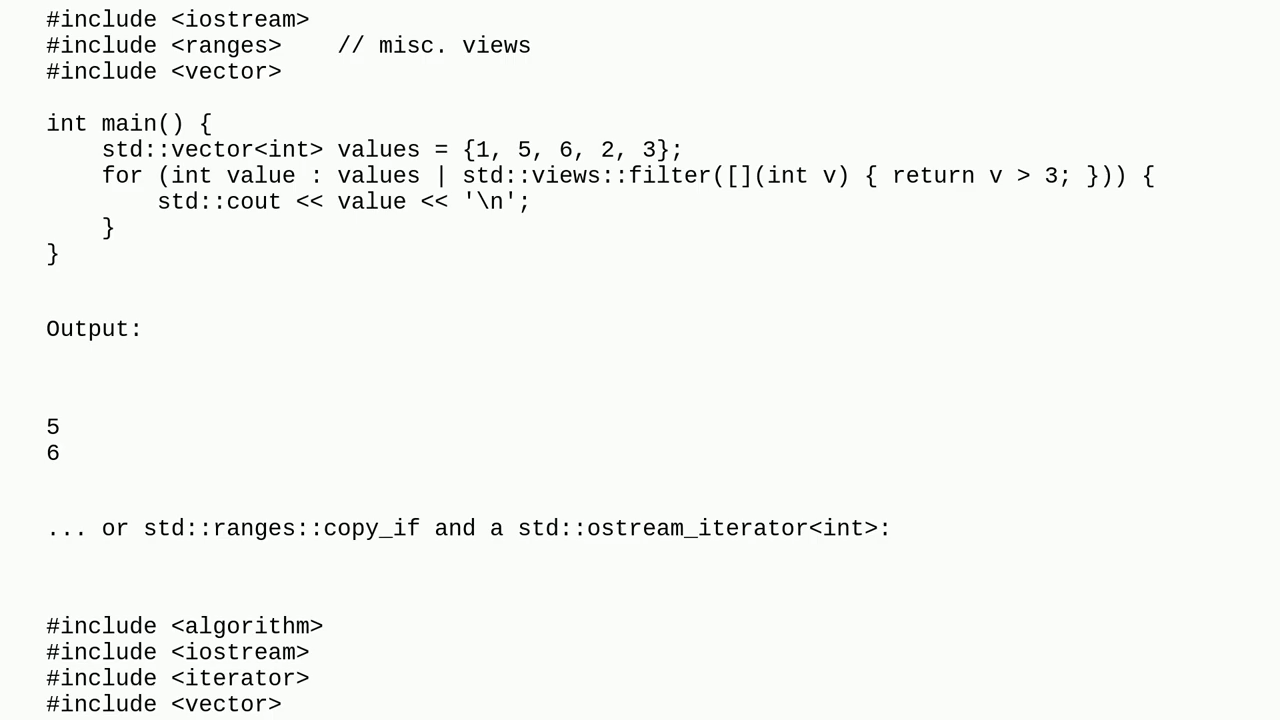 #include <iostream>
#include <ranges>    // misc. views
#include <vector>

int main() {
    std::vector<int> values = {1, 5, 6, 2, 3};
    for (int value : values | std::views::filter([](int v) { return v > 3; })) {
        std::cout << value << '\n';
    }
}

Output:

5
6

... or std::ranges::copy_if and a std::ostream_iterator<int>:

#include <algorithm>
#include <iostream>
#include <iterator>
#include <vector>